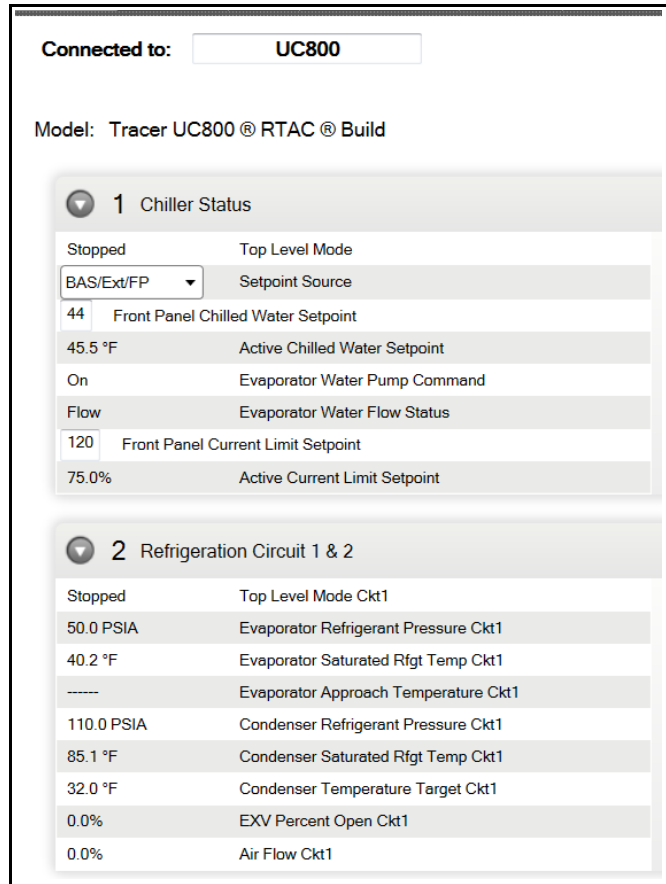 Connected to: UC800
Model: Tracer UC800 ® RTAC ® Build
1 Chiller Status
Stopped Top Level Mode
BAS/Ext/FP Setpoint Source
44 Front Panel Chilled Water Setpoint
45.5 °F Active Chilled Water Setpoint
On Evaporator Water Pump Command
Flow Evaporator Water Flow Status
120 Front Panel Current Limit Setpoint
75.0% Active Current Limit Setpoint
2 Refrigeration Circuit 1 & 2
Stopped Top Level Mode Ckt1
50.0 PSIA Evaporator Refrigerant Pressure Ckt1
40.2 °F Evaporator Saturated Rfgt Temp Ckt1
------ Evaporator Approach Temperature Ckt1
110.0 PSIA Condenser Refrigerant Pressure Ckt1
85.1 °F Condenser Saturated Rfgt Temp Ckt1
32.0 °F Condenser Temperature Target Ckt1
0.0% EXV Percent Open Ckt1
0.0% Air Flow Ckt1